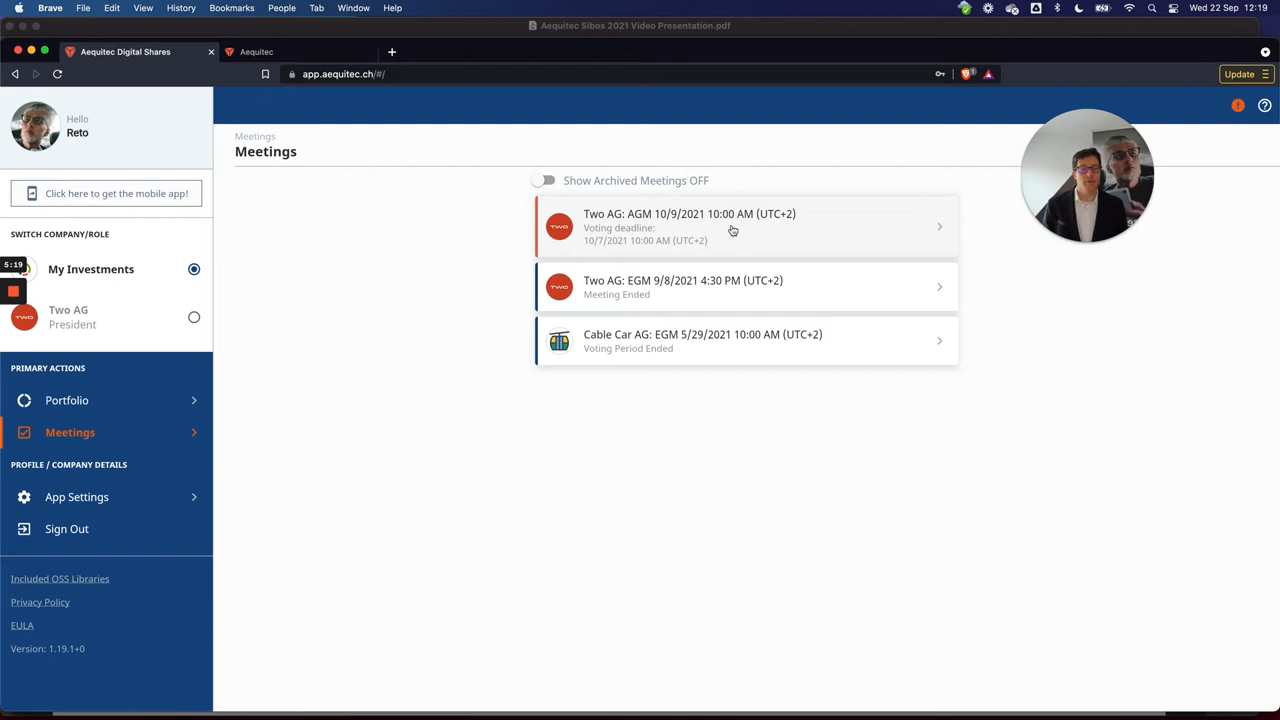 Brave File Edit View History Bookmarks People Tab Window Help
Wed 22 Sep 12:19
Aequitec Sibos 2021 Video Presentation.pdf
Aequitec Digital Shares
Aequitec
app.aequitec.ch/#/
Update
Hello
Reto
Click here to get the mobile app!
SWITCH COMPANY/ROLE
5:19
My Investments
TWO
Two AG
President
PRIMARY ACTIONS
Portfolio
Meetings
PROFILE / COMPANY DETAILS
App Settings
Sign Out
Included OSS Libraries
Privacy Policy
EULA
Version: 1.19.1+0
Meetings
Meetings
Show Archived Meetings OFF
TWO
Two AG: AGM 10/9/2021 10:00 AM (UTC+2)
Voting deadline:
10/7/2021 10:00 AM (UTC+2)
TWO
Two AG: EGM 9/8/2021 4:30 PM (UTC+2)
Meeting Ended
Cable Car AG: EGM 5/29/2021 10:00 AM (UTC+2)
Voting Period Ended